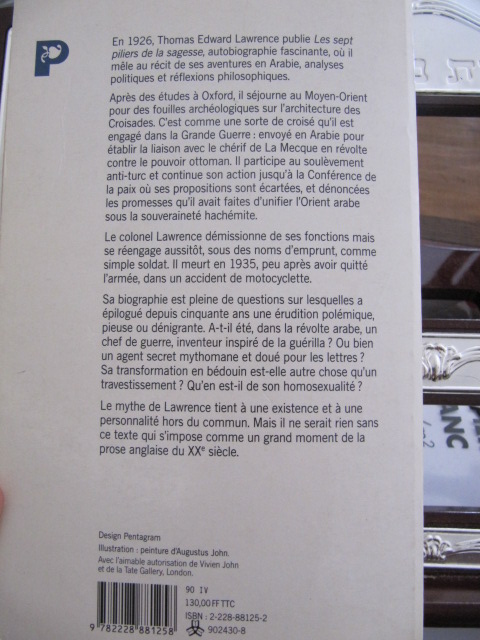 P
En 1926, Thomas Edward Lawrence publie Les sept
piliers de la sagesse, autobiographie fascinante, où il
mêle au récit de ses aventures en Arabie, analyses
politiques et réflexions philosophiques.
Après des études à Oxford, il séjourne au Moyen-Orient
pour des fouilles archéologiques sur l'architecture des
Croisades. C'est comme une sorte de croisé qu'il est
engagé dans la Grande Guerre : envoyé en Arabie pour
établir la liaison avec le chérif de La Mecque en révolte
contre le pouvoir ottoman. Il participe au soulèvement
anti-turc et continue son action jusqu'à la Conférence de
la paix où ses propositions sont écartées, et dénoncées
les promesses qu'il avait faites d'unifier l'Orient arabe
sous la souveraineté hachémite.
Le colonel Lawrence démissionne de ses fonctions mais
se réengage aussitôt, sous des noms d'emprunt, comme
simple soldat. Il meurt en 1935, peu après avoir quitté
l'armée, dans un accident de motocyclette.
Sa biographie est pleine de questions sur lesquelles a
épilogué depuis cinquante ans une érudition polémique,
pieuse ou dénigrante. A-t-il été, dans la révolte arabe, un
chef de guerre, inventeur inspiré de la guérilla ? Ou bien
un agent secret mythomane et doué pour les lettres ?
Sa transformation en bédouin est-elle autre chose qu'un
travestissement ? Qu'en est-il de son homosexualité ?
Le mythe de Lawrence tient à une existence et à une
personnalité hors du commun. Mais il ne serait rien sans
ce texte qui s'impose comme un grand moment de la
prose anglaise du XXe siècle.
Design Pentagram
Illustration : peinture d'Augustus John.
Avec l'aimable autorisation de Vivien John
et de la Tate Gallery, London.
90 IV
130,00 FF TTC
ISBN : 2-228-88125-2
9 782228 881258
902430-8
ANC